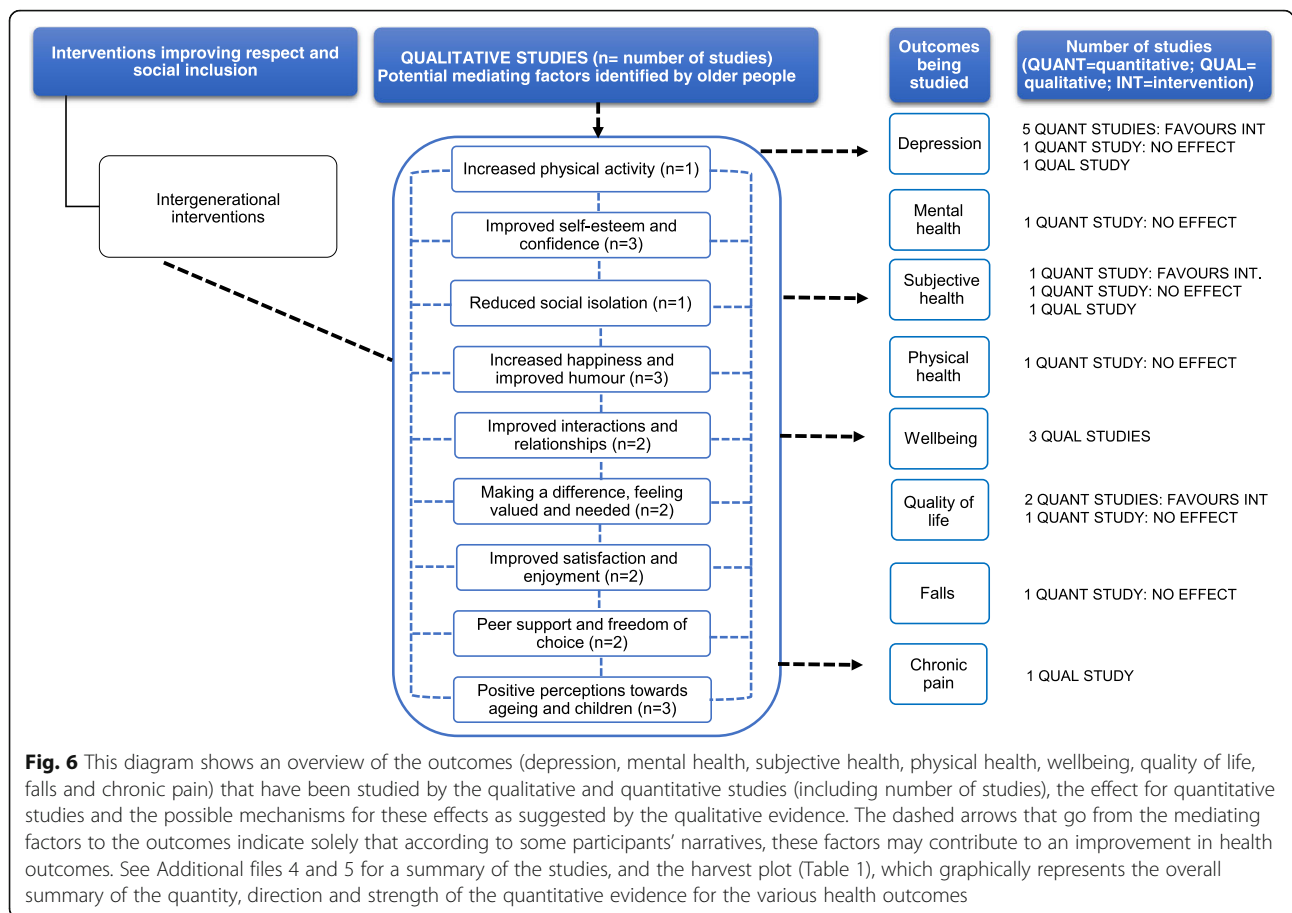 Interventions improving respect and
social inclusion
QUALITATIVE STUDIES (n= number of studies)
Potential mediating factors identified by older people
Outcomes
being
studied
Number of studies
(QUANT=quantitative; QUAL=
qualitative; INT=intervention)
Intergenerational
interventions
Increased physical activity (n=1)
Improved self-esteem and
confidence (n=3)
Reduced social isolation (n=1)
Increased happiness and
improved humour (n=3)
Improved interactions and
relationships (n=2)
Making a difference, feeling
valued and needed (n=2)
Improved satisfaction and
enjoyment (n=2)
Peer support and freedom of
choice (n=2)
Positive perceptions towards
ageing and children (n=3)
Depression
5 QUANT STUDIES: FAVOURS INT
1 QUANT STUDY: NO EFFECT
1 QUAL STUDY
Mental
health
1 QUANT STUDY: NO EFFECT
Subjective
health
1 QUANT STUDY: FAVOURS INT.
1 QUANT STUDY: NO EFFECT
1 QUAL STUDY
Physical
health
1 QUANT STUDY: NO EFFECT
Wellbeing
3 QUAL STUDIES
Quality of
life
2 QUANT STUDIES: FAVOURS INT
1 QUANT STUDY: NO EFFECT
Falls
1 QUANT STUDY: NO EFFECT
Chronic
pain
1 QUAL STUDY
Fig. 6 This diagram shows an overview of the outcomes (depression, mental health, subjective health, physical health, wellbeing, quality of life,
falls and chronic pain) that have been studied by the qualitative and quantitative studies (including number of studies), the effect for quantitative
studies and the possible mechanisms for these effects as suggested by the qualitative evidence. The dashed arrows that go from the mediating
factors to the outcomes indicate solely that according to some participants’ narratives, these factors may contribute to an improvement in health
outcomes. See Additional files 4 and 5 for a summary of the studies, and the harvest plot (Table 1), which graphically represents the overall
summary of the quantity, direction and strength of the quantitative evidence for the various health outcomes